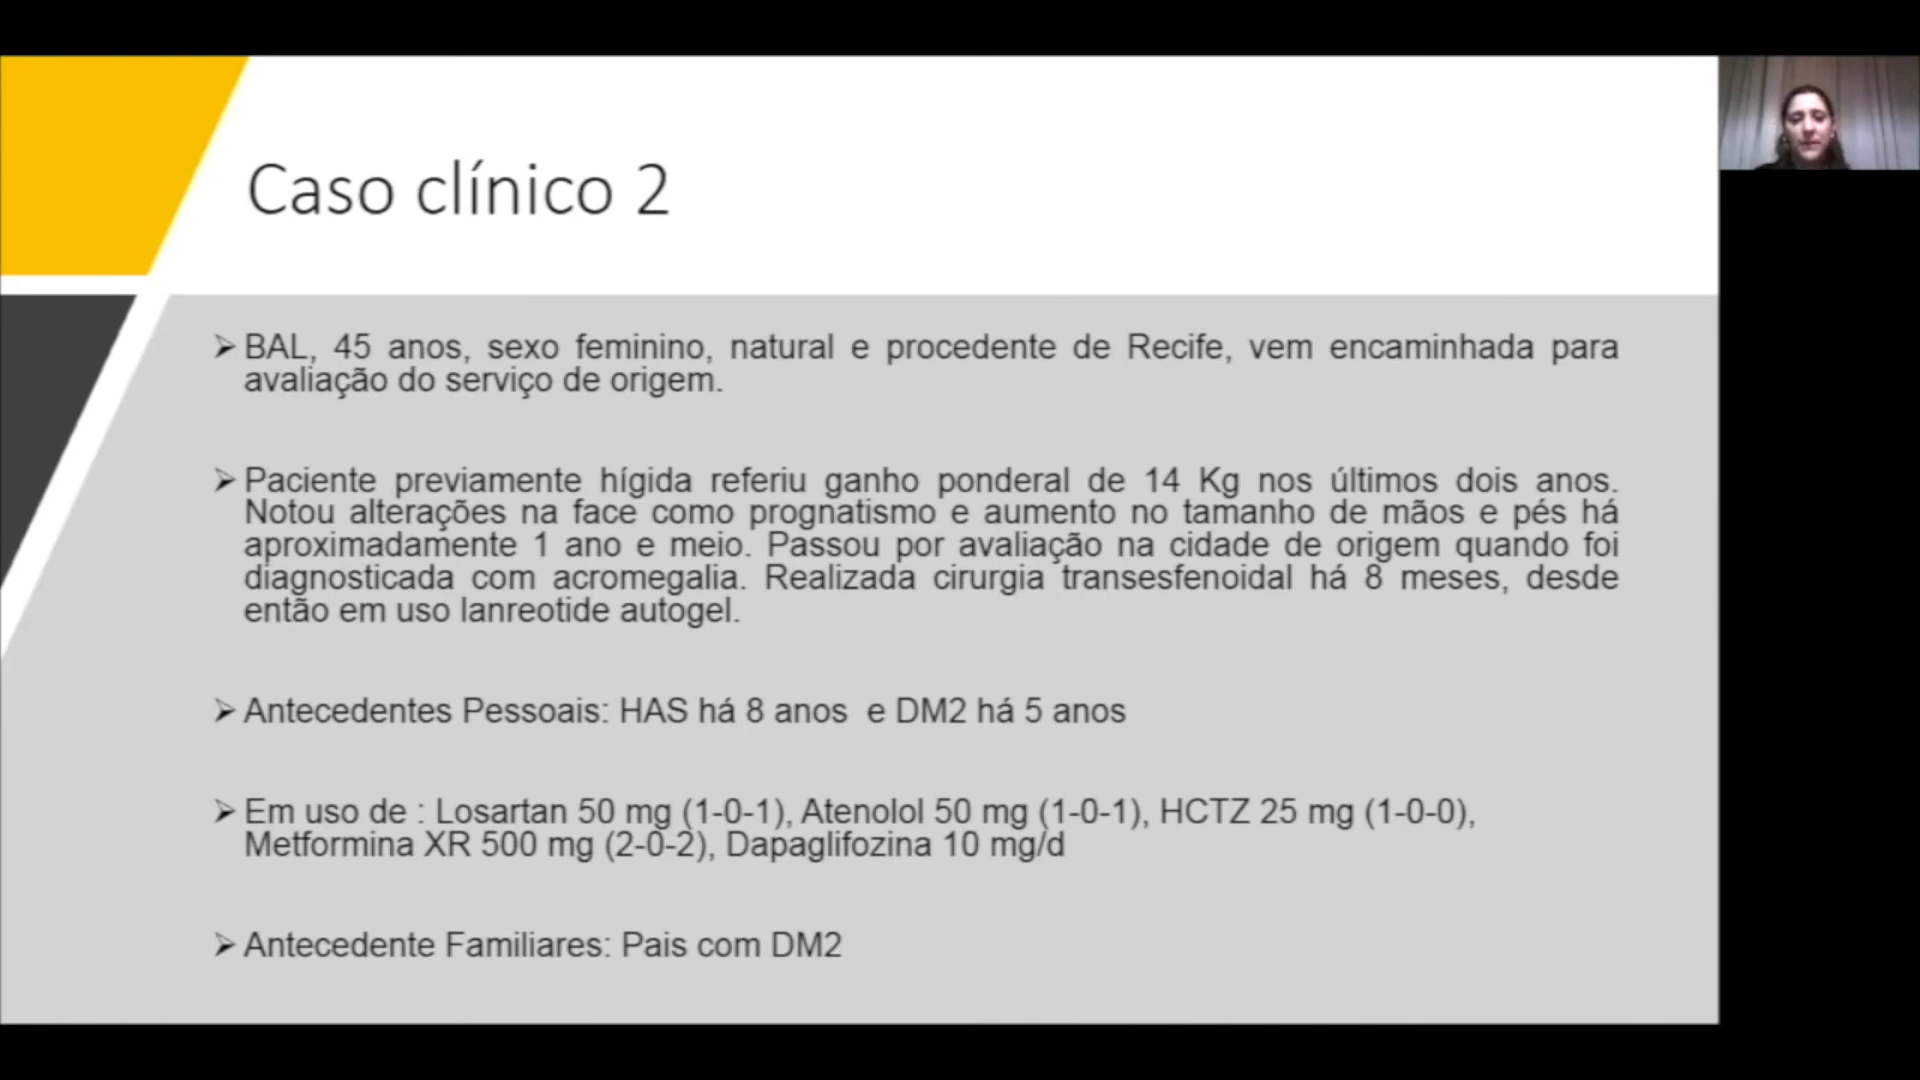 Caso clínico 2
➢ BAL, 45 anos, sexo feminino, natural e procedente de Recife, vem encaminhada para
avaliação do serviço de origem.
➢ Paciente previamente hígida referiu ganho ponderal de 14 Kg nos últimos dois anos.
Notou alterações na face como prognatismo e aumento no tamanho de mãos e pés há
aproximadamente 1 ano e meio. Passou por avaliação na cidade de origem quando foi
diagnosticada com acromegalia. Realizada cirurgia transesfenoidal há 8 meses, desde
então em uso lanreotide autogel.
➢ Antecedentes Pessoais: HAS há 8 anos e DM2 há 5 anos
➢ Em uso de : Losartan 50 mg (1-0-1), Atenolol 50 mg (1-0-1), HCTZ 25 mg (1-0-0),
Metformina XR 500 mg (2-0-2), Dapaglifozina 10 mg/d
➢ Antecedente Familiares: Pais com DM2